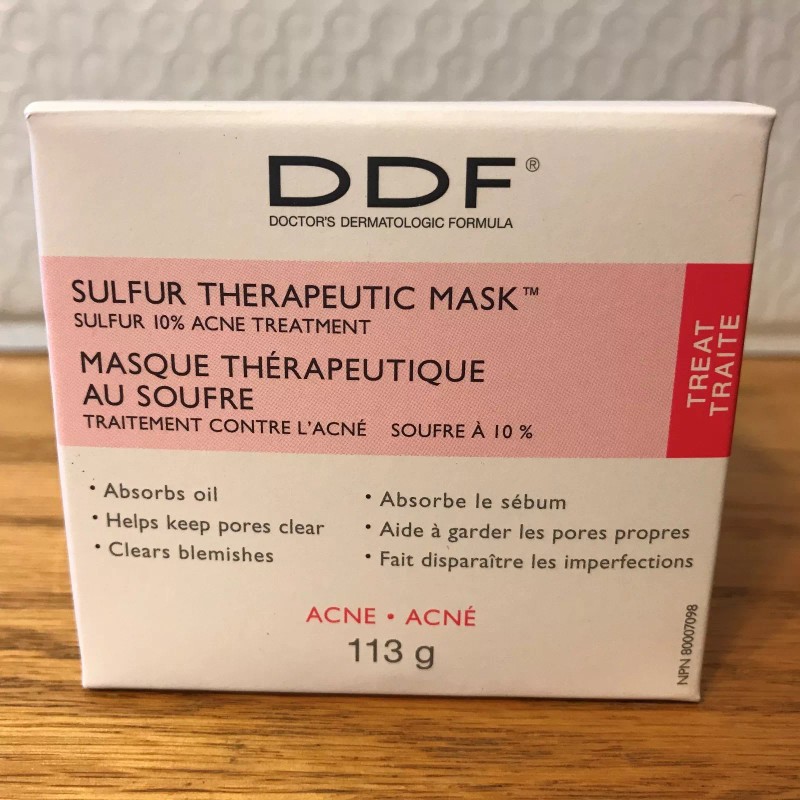 DDF®
DOCTOR'S DERMATOLOGIC FORMULA
SULFUR THERAPEUTIC MASK™
SULFUR 10% ACNE TREATMENT
MASQUE THÉRAPEUTIQUE
AU SOUFRE
TRAITEMENT CONTRE L'ACNÉ SOUFRE À 10 %
TREAT
TRAITE
• Absorbs oil
• Helps keep pores clear
• Clears blemishes
• Absorbe le sébum
• Aide à garder les pores propres
• Fait disparaître les imperfections
ACNE • ACNÉ
113 g
NPN 80007098